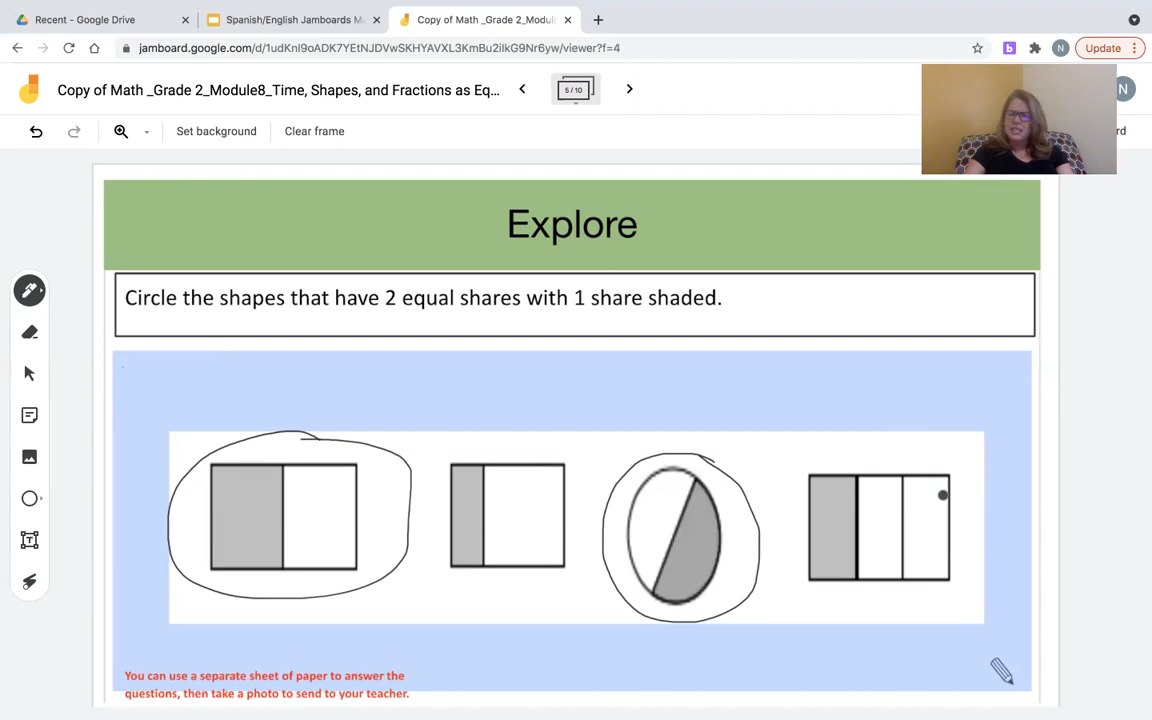 Recent - Google Drive
Spanish/English Jamboards Ma
Copy of Math _Grade 2_Module
jamboard.google.com/d/1udKnI9oADK7YEtNJDVwSKHYAVXL3KmBu2ilkG9Nr6yw/viewer?f=4
b
N
Update
Copy of Math _Grade 2_Module8_Time, Shapes, and Fractions as Eq...
5 / 10
N
Set background
Clear frame
rd
Explore
Circle the shapes that have 2 equal shares with 1 share shaded.
You can use a separate sheet of paper to answer the
questions, then take a photo to send to your teacher.